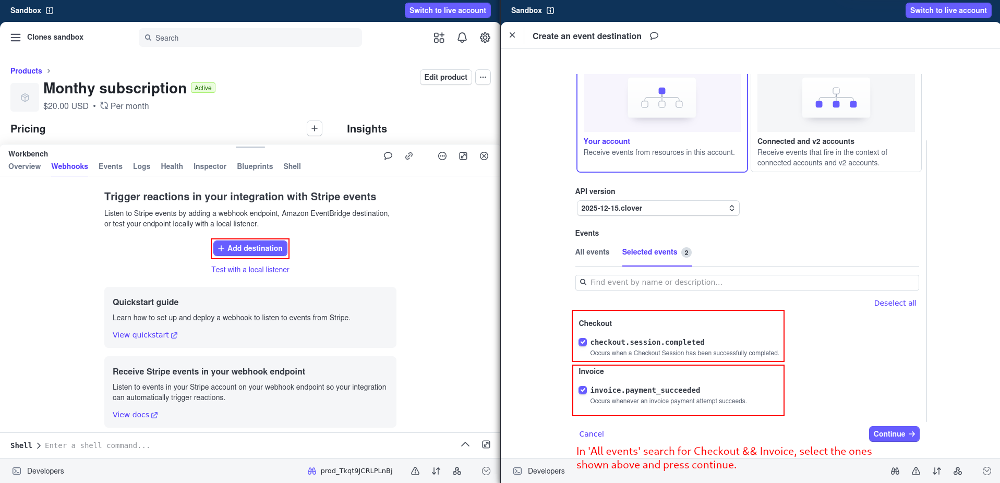 Sandbox
Switch to live account
Clones sandbox
Search
Products
Monthy subscription Active
$20.00 USD • Per month
Edit product
Pricing
Insights
Workbench
Overview Webhooks Events Logs Health Inspector Blueprints Shell
Trigger reactions in your integration with Stripe events
Listen to Stripe events by adding a webhook endpoint, Amazon EventBridge destination,
or test your endpoint locally with a local listener.
+ Add destination
Test with a local listener
Quickstart guide
Learn how to set up and deploy a webhook to listen to events from Stripe.
View quickstart
Receive Stripe events in your webhook endpoint
Listen to events in your Stripe account on your webhook endpoint so your integration
can automatically trigger reactions.
View docs
Shell Enter a shell command...
Developers
prod_Tkqt9JCRLPLnBj
Sandbox
Switch to live account
Create an event destination
Your account
Receive events from resources in this account.
Connected and v2 accounts
Receive events that fire in the context of
connected accounts and v2 accounts.
API version
2025-12-15.clover
Events
All events Selected events 2
Find event by name or description...
Deselect all
Checkout
checkout.session.completed
Occurs when a Checkout Session has been successfully completed.
Invoice
invoice.payment_succeeded
Occurs whenever an invoice payment attempt succeeds.
Cancel
Continue
In 'All events' search for Checkout && Invoice, select the ones
shown above and press continue.
Developers